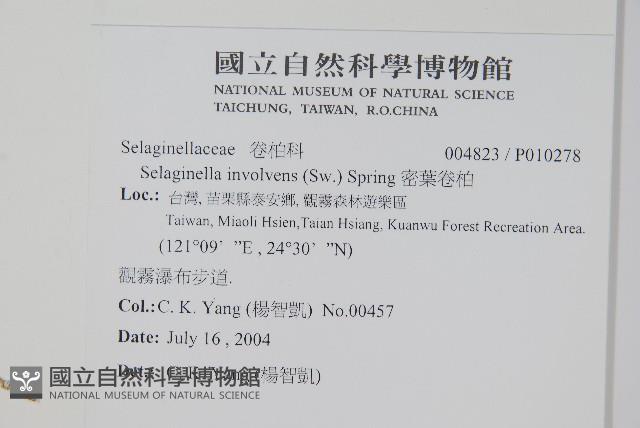 國立自然科學博物館
NATIONAL MUSEUM OF NATURAL SCIENCE
TAICHUNG, TAIWAN, R.O.CHINA
Selaginellaceae 卷柏科 004823 / P010278
Selaginella involvens (Sw.) Spring 密葉卷柏
Loc.: 台灣, 苗栗縣泰安鄉, 觀霧森林遊樂區
Taiwan, Miaoli Hsien,Taian Hsiang, Kuanwu Forest Recreation Area.
(121°09’ ”E , 24°30’ ”N)
觀霧瀑布步道.
Col.: C. K. Yang (楊智凱) No.00457
Date: July 16 , 2004
(楊智凱)
國立自然科學博物館
NATIONAL MUSEUM OF NATURAL SCIENCE